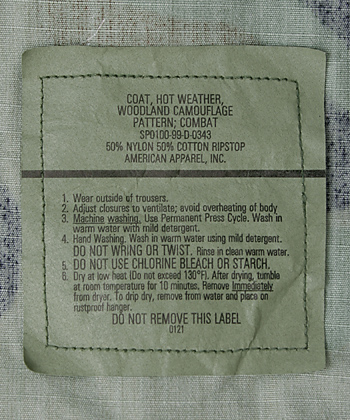 COAT, HOT WEATHER,
WOODLAND CAMOUFLAGE
PATTERN; COMBAT
SP0100-99-D-0343
50% NYLON 50% COTTON RIPSTOP
AMERICAN APPAREL, INC.
1. Wear outside of trousers.
2. Adjust closures to ventilate; avoid overheating of body
3. Machine washing. Use Permanent Press Cycle. Wash in
warm water with mild detergent.
4. Hand Washing. Wash in warm water using mild detergent.
DO NOT WRING OR TWIST. Rinse in clean warm water.
5. DO NOT USE CHLORINE BLEACH OR STARCH.
6. Dry at low heat (Do not exceed 130°F). After drying, tumble
at room temperature for 10 minutes. Remove Immediately
from dryer. To drip dry, remove from water and place on
rustproof hanger.
DO NOT REMOVE THIS LABEL
0121